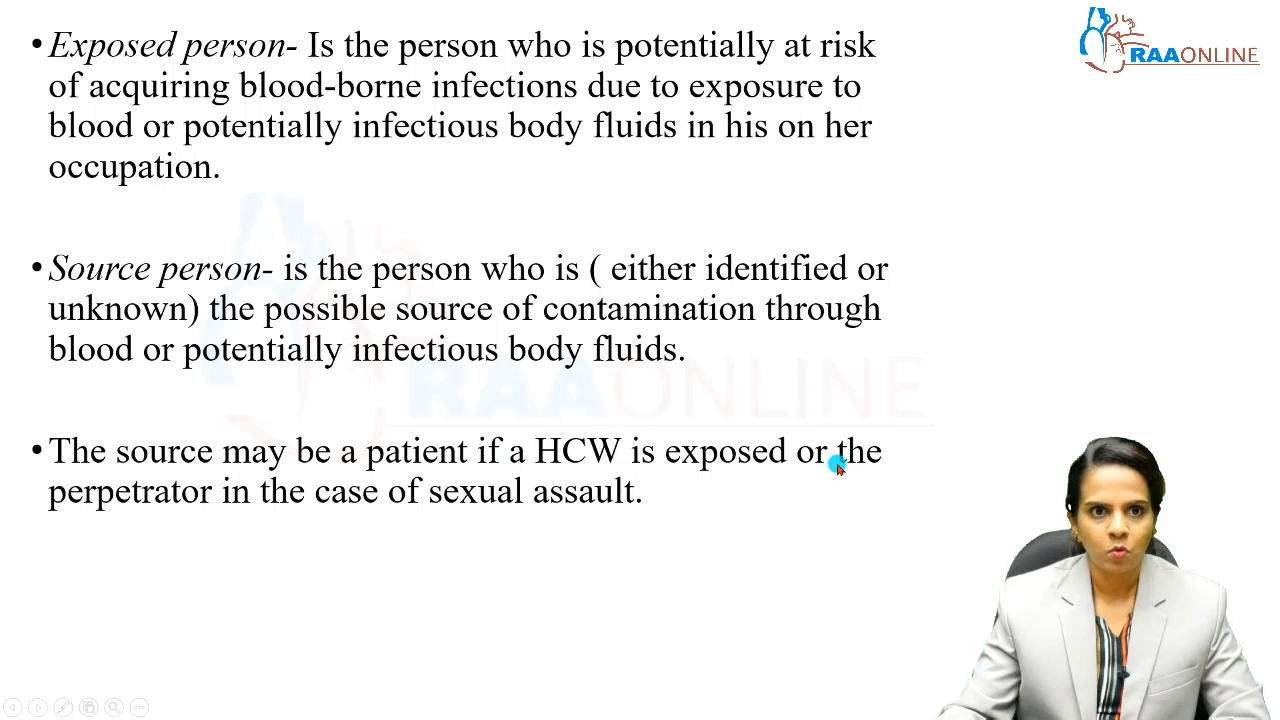 RAAONLINE
• Exposed person- Is the person who is potentially at risk
of acquiring blood-borne infections due to exposure to
blood or potentially infectious body fluids in his on her
occupation.
• Source person- is the person who is ( either identified or
unknown) the possible source of contamination through
blood or potentially infectious body fluids.
RAAONLINE
• The source may be a patient if a HCW is exposed or the
perpetrator in the case of sexual assault.